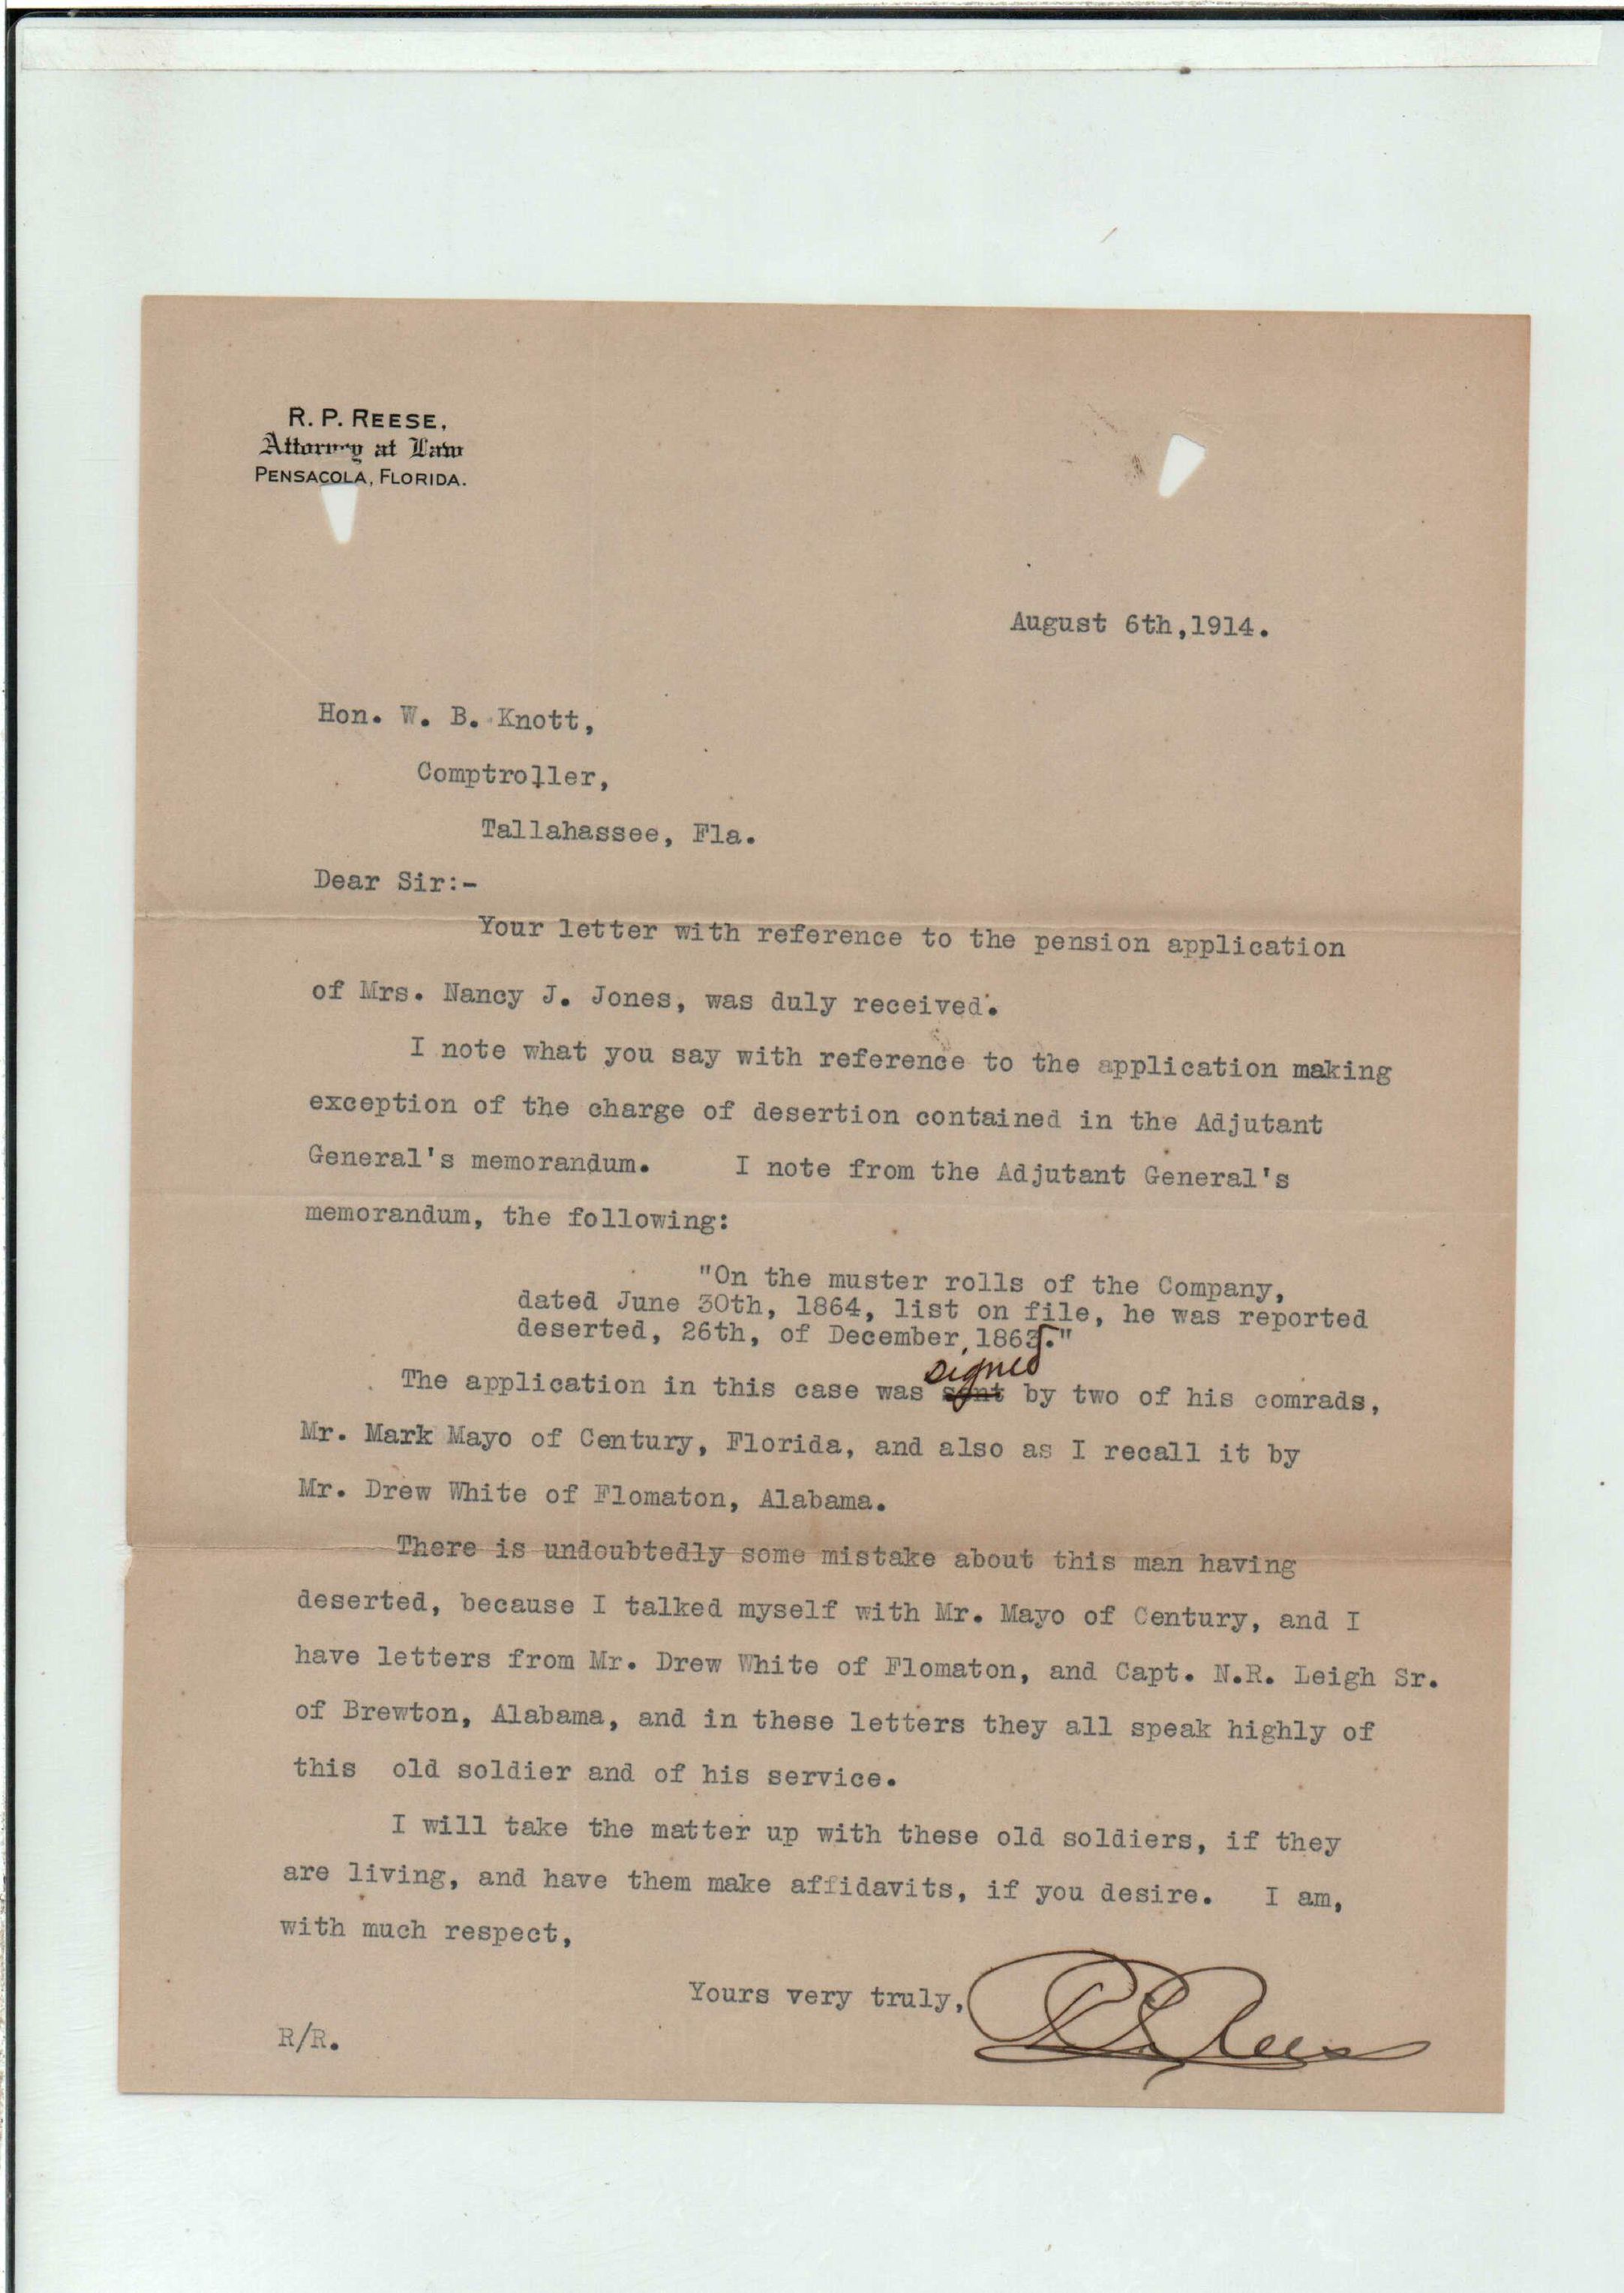 R. P. REESE,
Attorney at Law
PENSACOLA, FLORIDA.
August 6th,1914.
Hon. W. B. Knott,
Comptroller,
Tallahassee, Fla.
Dear Sir:-
Your letter with reference to the pension application
of Mrs. Nancy J. Jones, was duly received.
I note what you say with reference to the application making
exception of the charge of desertion contained in the Adjutant
General's memorandum. I note from the Adjutant General's
memorandum, the following:
"On the muster rolls of the Company,
dated June 30th, 1864, list on file, he was reported
deserted, 26th, of December, 1863."
signed
The application in this case was sent by two of his comrads,
Mr. Mark Mayo of Century, Florida, and also as I recall it by
Mr. Drew White of Flomaton, Alabama.
There is undoubtedly some mistake about this man having
deserted, because I talked myself with Mr. Mayo of Century, and I
have letters from Mr. Drew White of Flomaton, and Capt. N.R. Leigh Sr.
of Brewton, Alabama, and in these letters they all speak highly of
this old soldier and of his service.
I will take the matter up with these old soldiers, if they
are living, and have them make affidavits, if you desire. I am,
with much respect,
Yours very truly,
R P Reese
R/R.